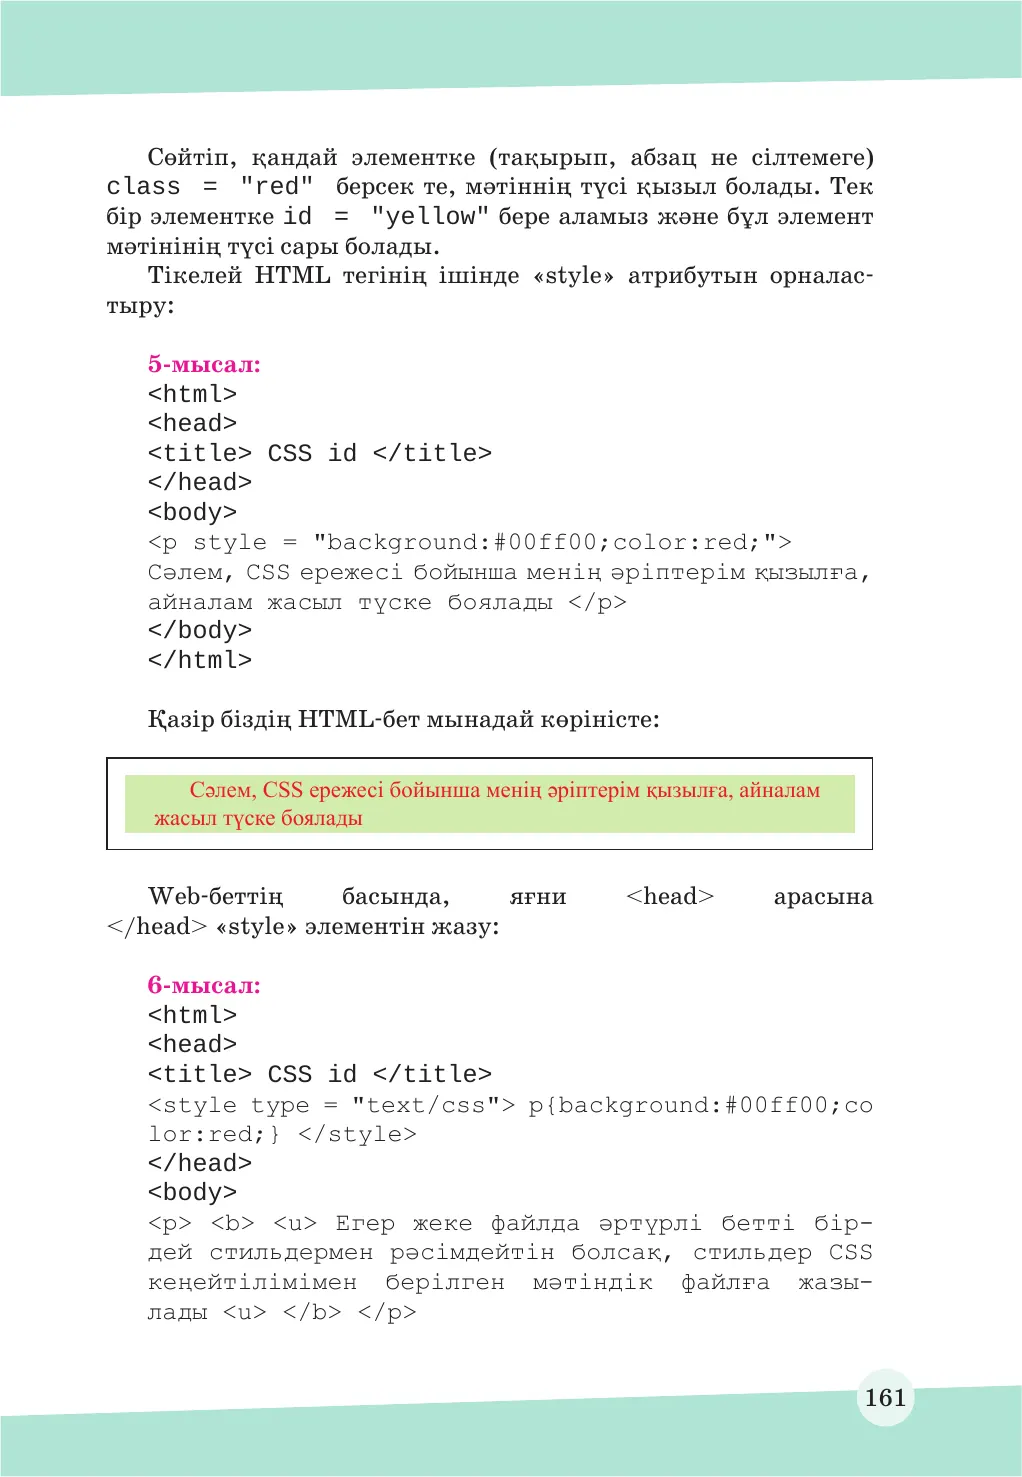 Сөйтіп, қандай элементке (тақырып, абзац не сілтемеге)
class = "red" берсек те, мәтіннің түсі қызыл болады. Тек
бір элементке id = "yellow" бере аламыз және бұл элемент
мәтінінің түсі сары болады.
Тікелей HTML тегінің ішінде «style» атрибутын орналас-
тыру:
5-мысал:
<html>
<head>
<title> CSS id </title>
</head>
<body>
<p style = "background:#00ff00;color:red;">
Сәлем, CSS ережесі бойынша менің әріптерім қызылға,
айналам жасыл түске боялады </p>
</body>
</html>
Қазір біздің HTML-бет мынадай көріністе:
Сәлем, CSS ережесі бойынша менің әріптерім қызылға, айналам
жасыл түске боялады
Web-беттің басында, яғни <head> арасына
</head> «style» элементін жазу:
6-мысал:
<html>
<head>
<title> CSS id </title>
<style type = "text/css"> p{background:#00ff00;co
lor:red;} </style>
</head>
<body>
<p> <b> <u> Егер жеке файлда әртүрлі бетті бір-
дей стильдермен рәсімдейтін болсақ, стильдер CSS
кеңейтілімімен берілген мәтіндік файлға жазы-
лады <u> </b> </p>
161